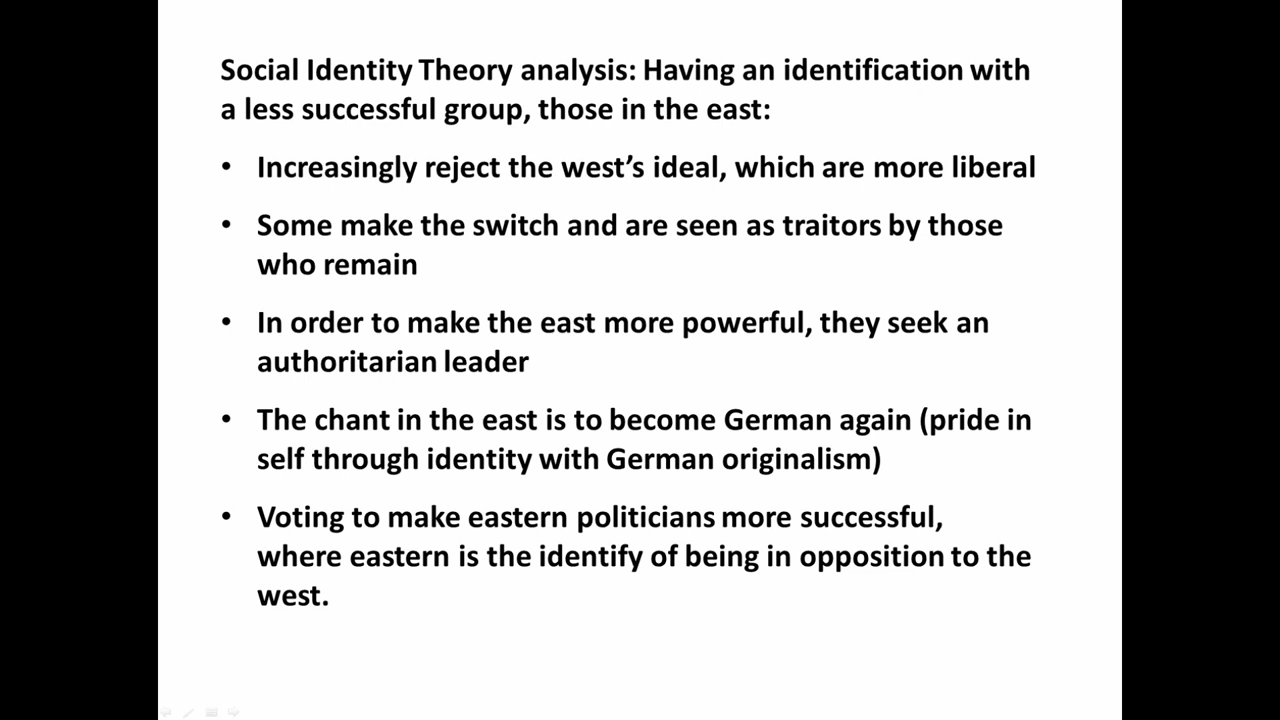 Social Identity Theory analysis: Having an identification with
a less successful group, those in the east:
• Increasingly reject the west's ideal, which are more liberal
• Some make the switch and are seen as traitors by those
who remain
• In order to make the east more powerful, they seek an
authoritarian leader
• The chant in the east is to become German again (pride in
self through identity with German originalism)
• Voting to make eastern politicians more successful,
where eastern is the identify of being in opposition to the
west.